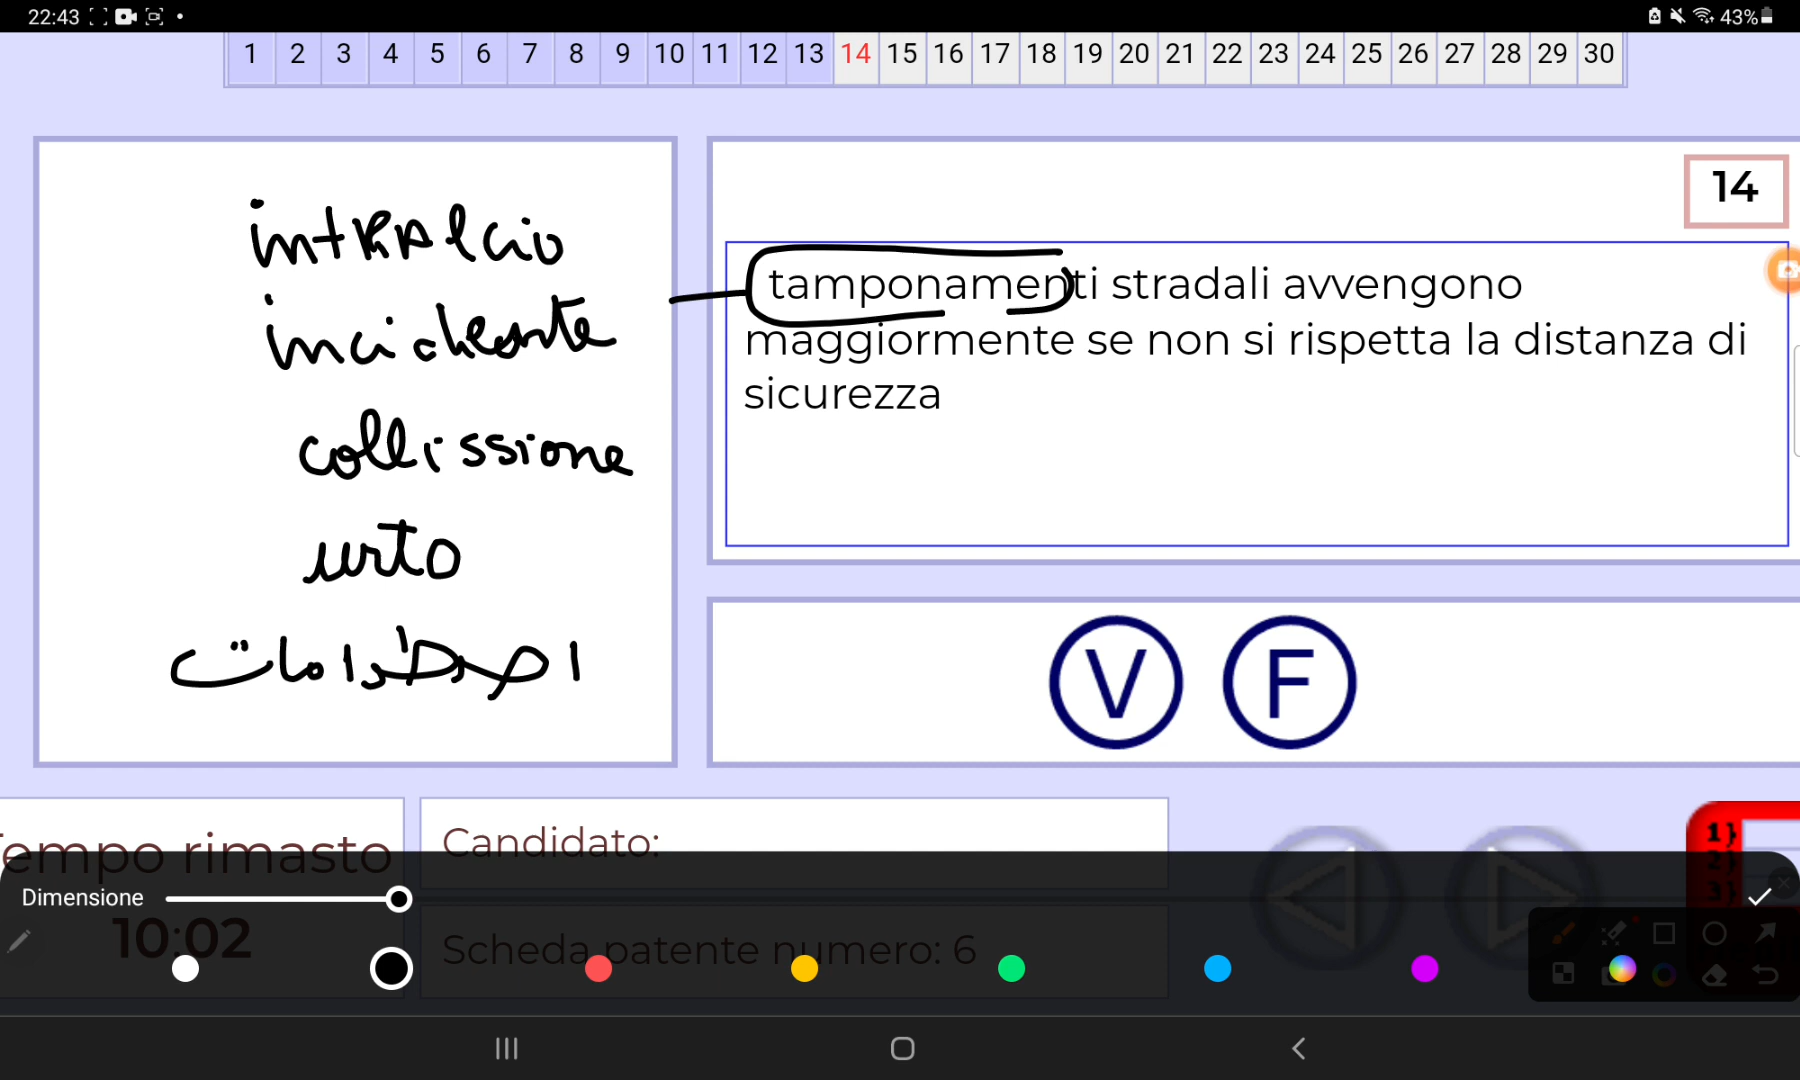 22:43
43%
1 2 3 4 5 6 7 8 9 10 11 12 13 14 15 16 17 18 19 20 21 22 23 24 25 26 27 28 29 30
14
intRAlcio
incidente
collissione
urto
اصطدامات
tamponamenti stradali avvengono
maggiormente se non si rispetta la distanza di
sicurezza
V F
empo rimasto
10:02
Candidato:
Scheda patente numero: 6
1}
2}
3}
Dimensione